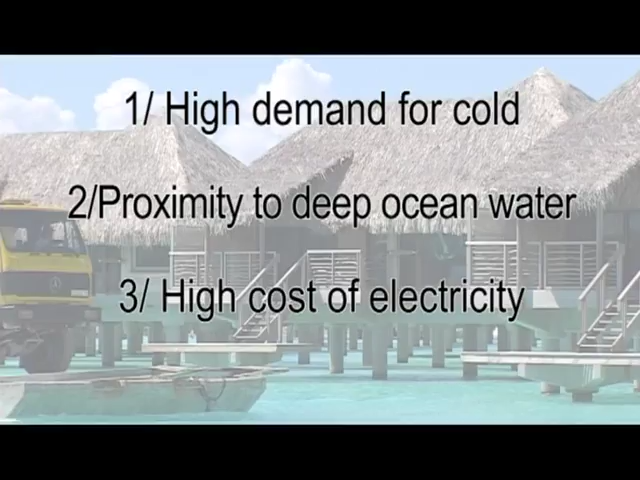 1/ High demand for cold
2/Proximity to deep ocean water
3/ High cost of electricity